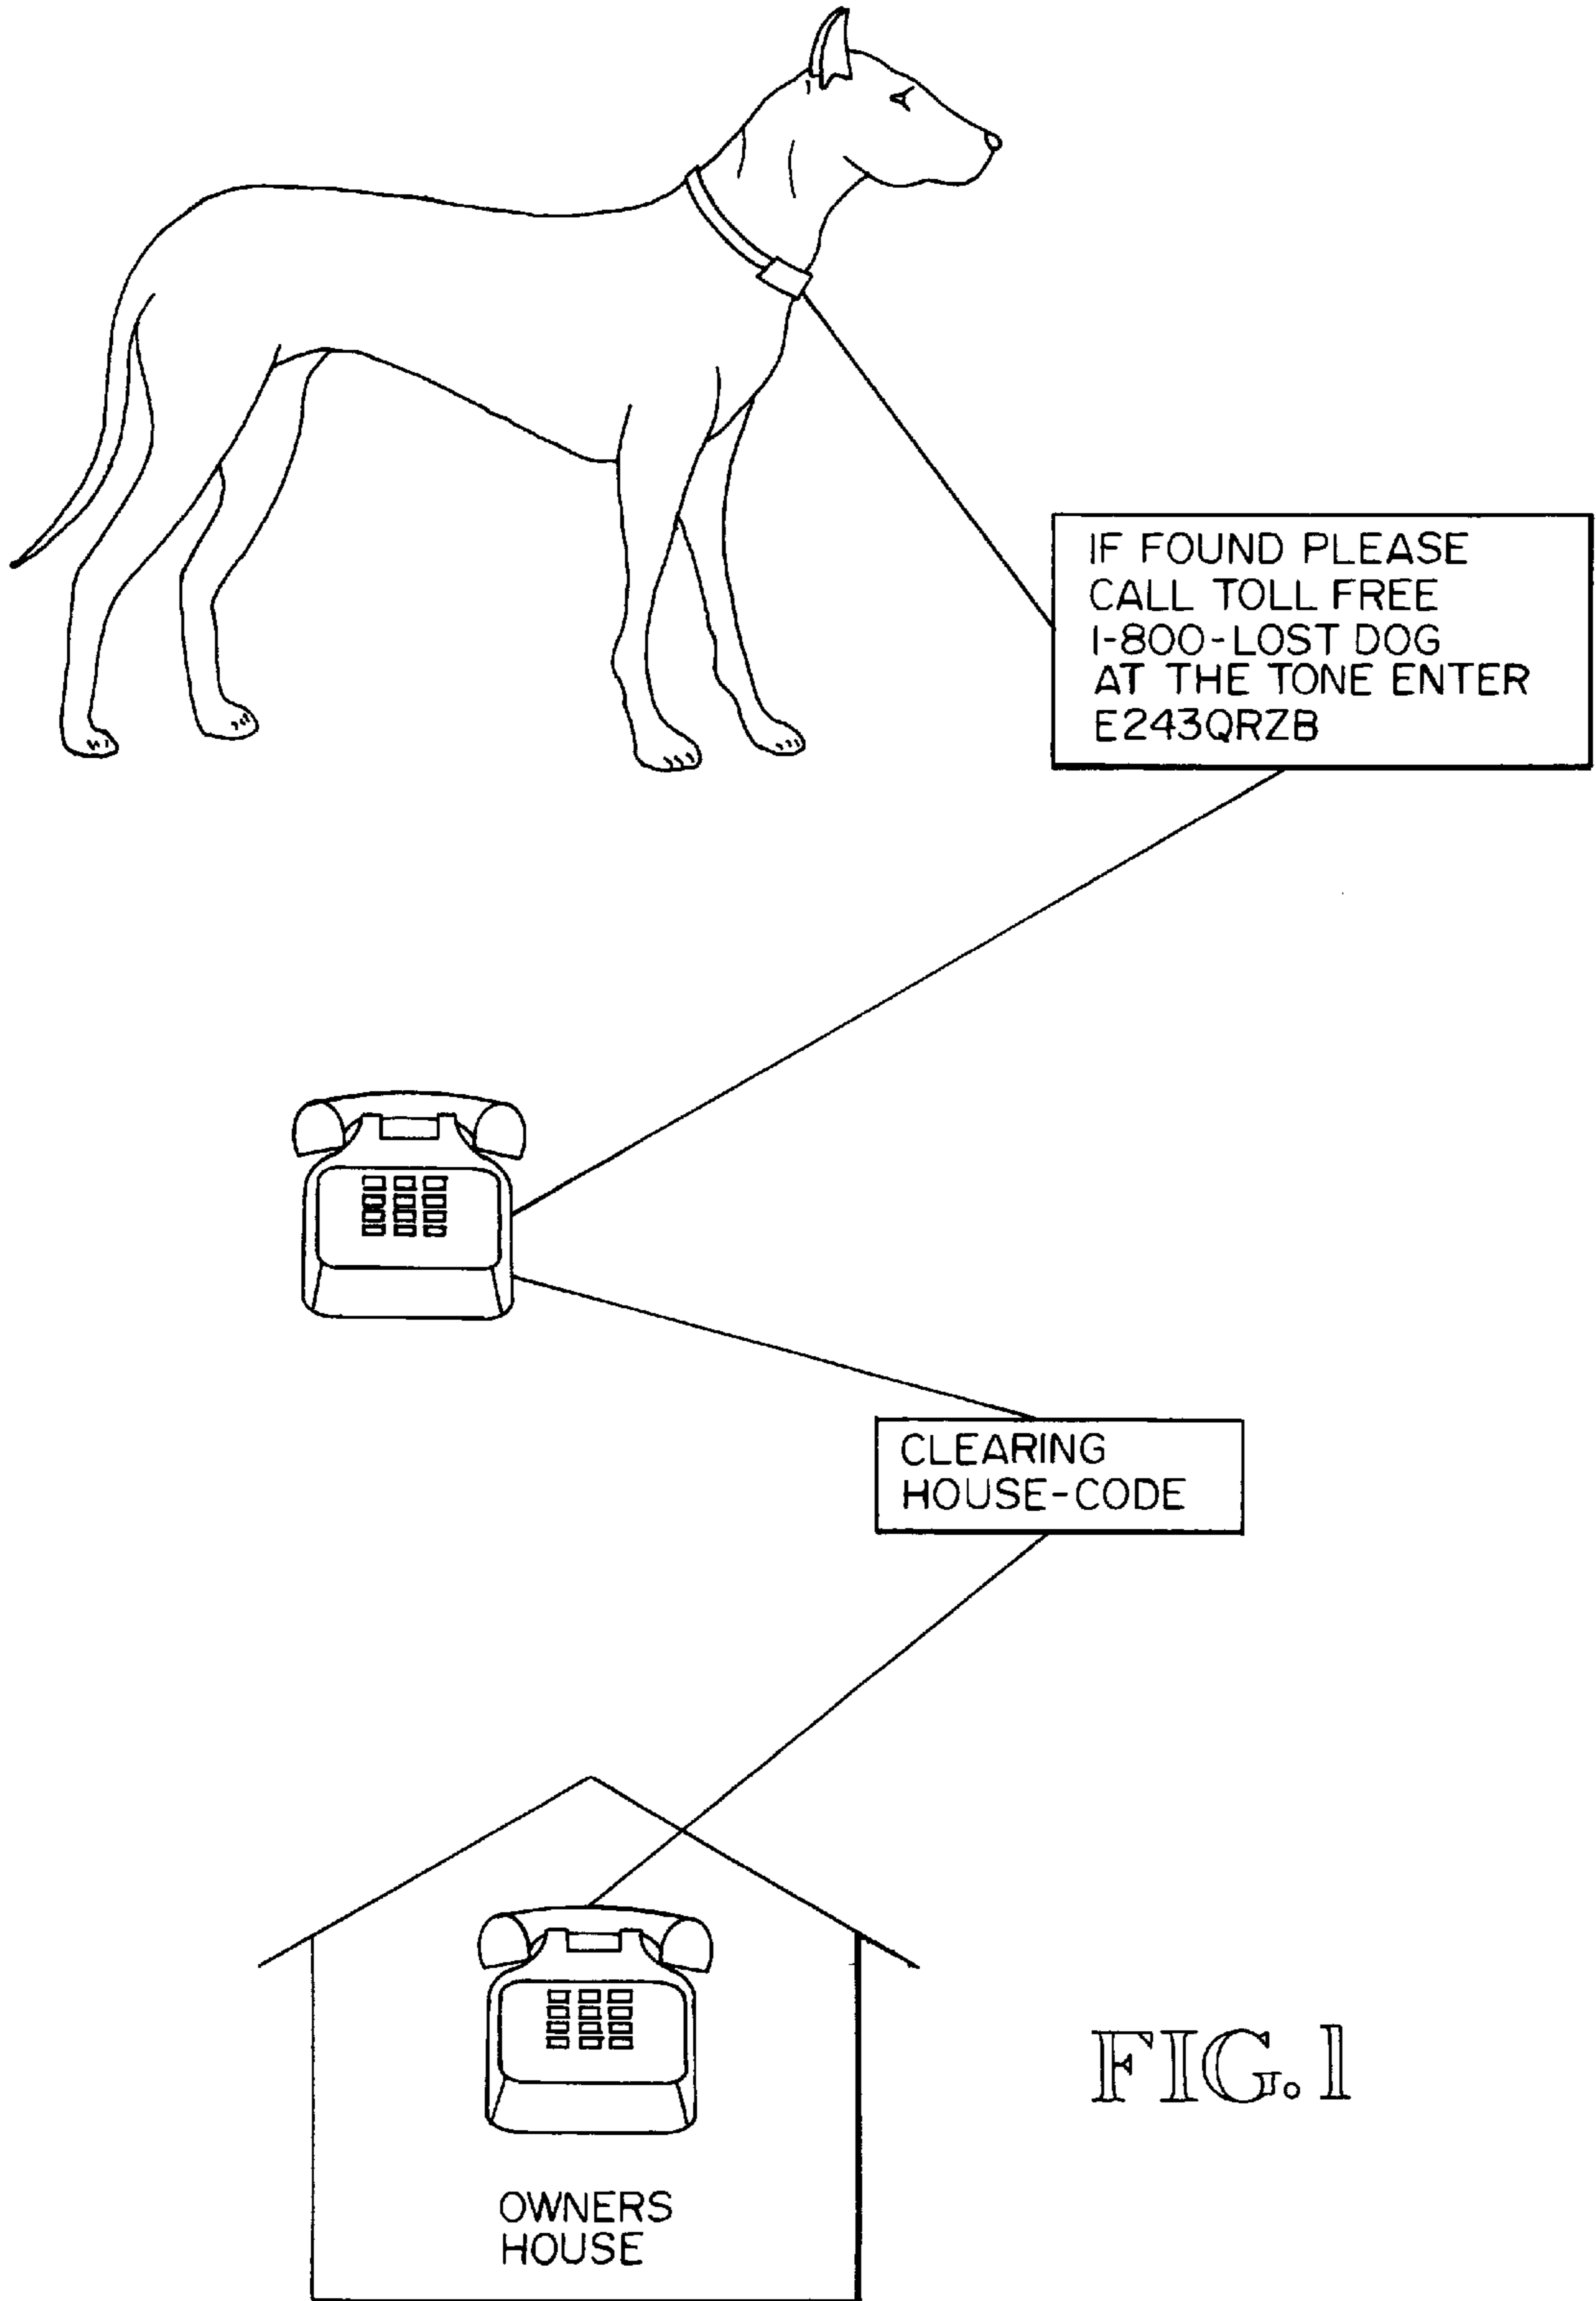 IF FOUND PLEASE
CALL TOLL FREE
1-800-LOST DOG
AT THE TONE ENTER
E243QRZB
CLEARING
HOUSE-CODE
OWNERS
HOUSE
FIG. 1